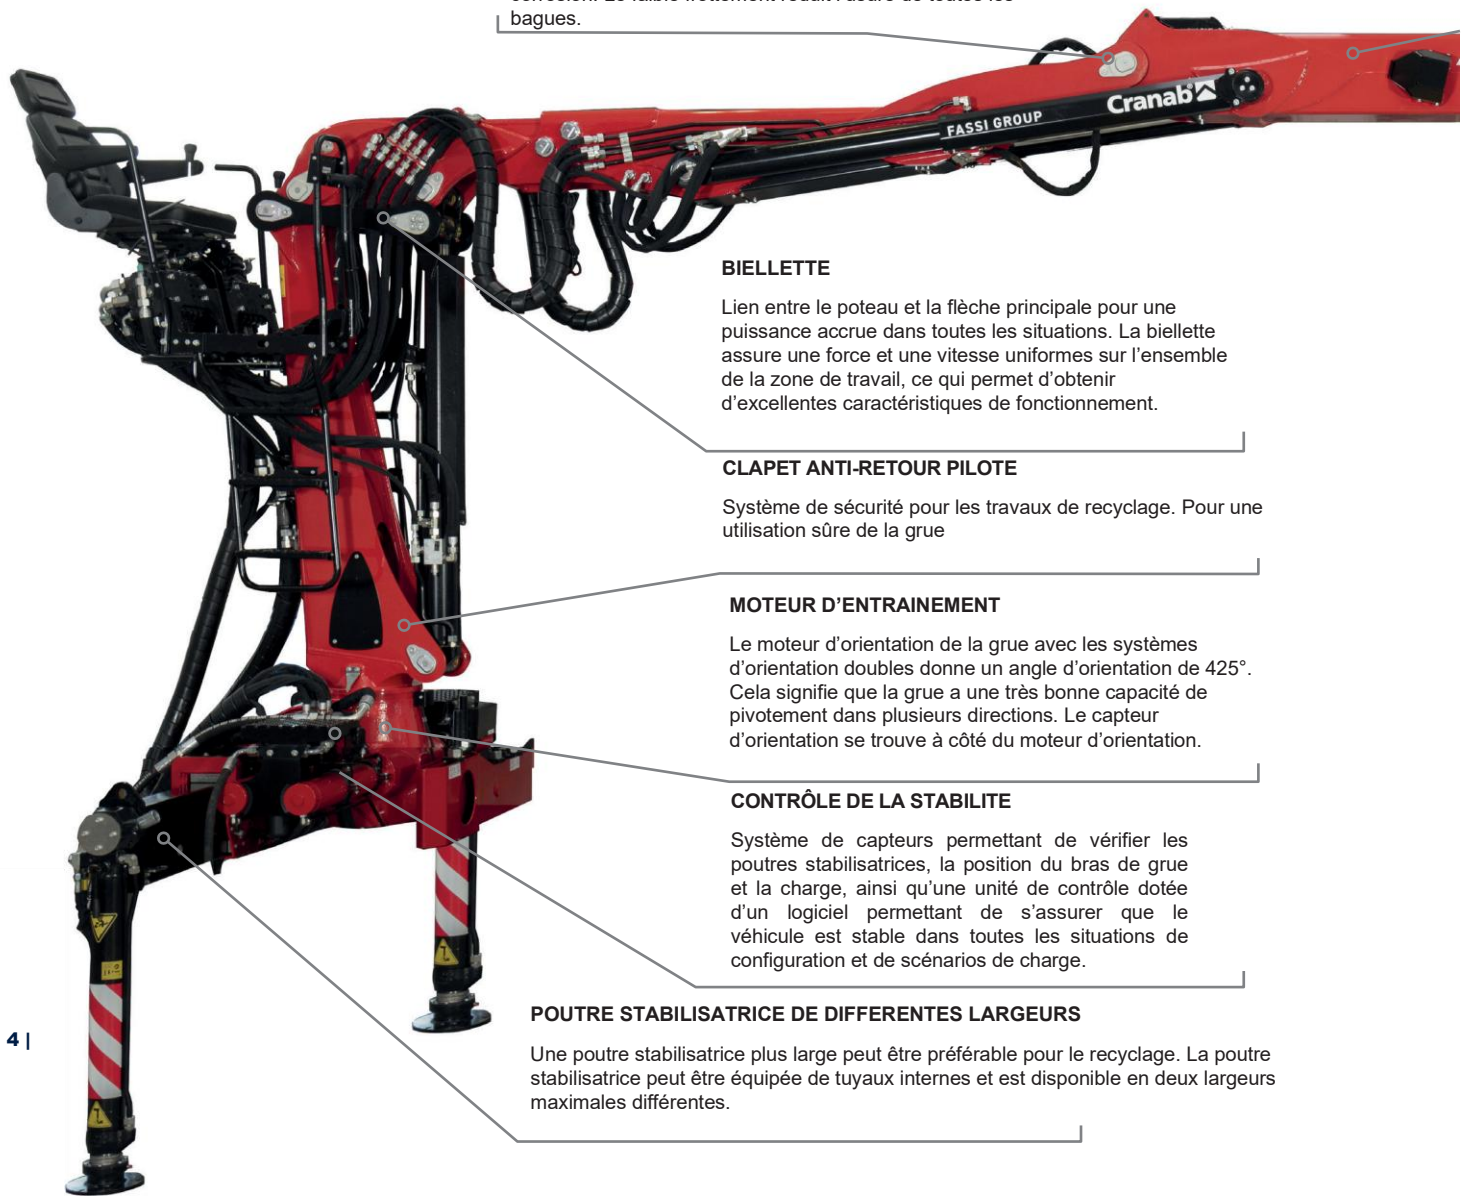 bagues.
Cranab
FASSI GROUP
BIELLETTE
Lien entre le poteau et la flèche principale pour une
puissance accrue dans toutes les situations. La biellette
assure une force et une vitesse uniformes sur l’ensemble
de la zone de travail, ce qui permet d’obtenir
d’excellentes caractéristiques de fonctionnement.
CLAPET ANTI-RETOUR PILOTE
Système de sécurité pour les travaux de recyclage. Pour une
utilisation sûre de la grue
MOTEUR D’ENTRAINEMENT
Le moteur d’orientation de la grue avec les systèmes
d’orientation doubles donne un angle d’orientation de 425°.
Cela signifie que la grue a une très bonne capacité de
pivotement dans plusieurs directions. Le capteur
d’orientation se trouve à côté du moteur d’orientation.
CONTRÔLE DE LA STABILITE
Système de capteurs permettant de vérifier les
poutres stabilisatrices, la position du bras de grue
et la charge, ainsi qu’une unité de contrôle dotée
d’un logiciel permettant de s’assurer que le
véhicule est stable dans toutes les situations de
configuration et de scénarios de charge.
POUTRE STABILISATRICE DE DIFFERENTES LARGEURS
Une poutre stabilisatrice plus large peut être préférable pour le recyclage. La poutre
stabilisatrice peut être équipée de tuyaux internes et est disponible en deux largeurs
maximales différentes.
4 |